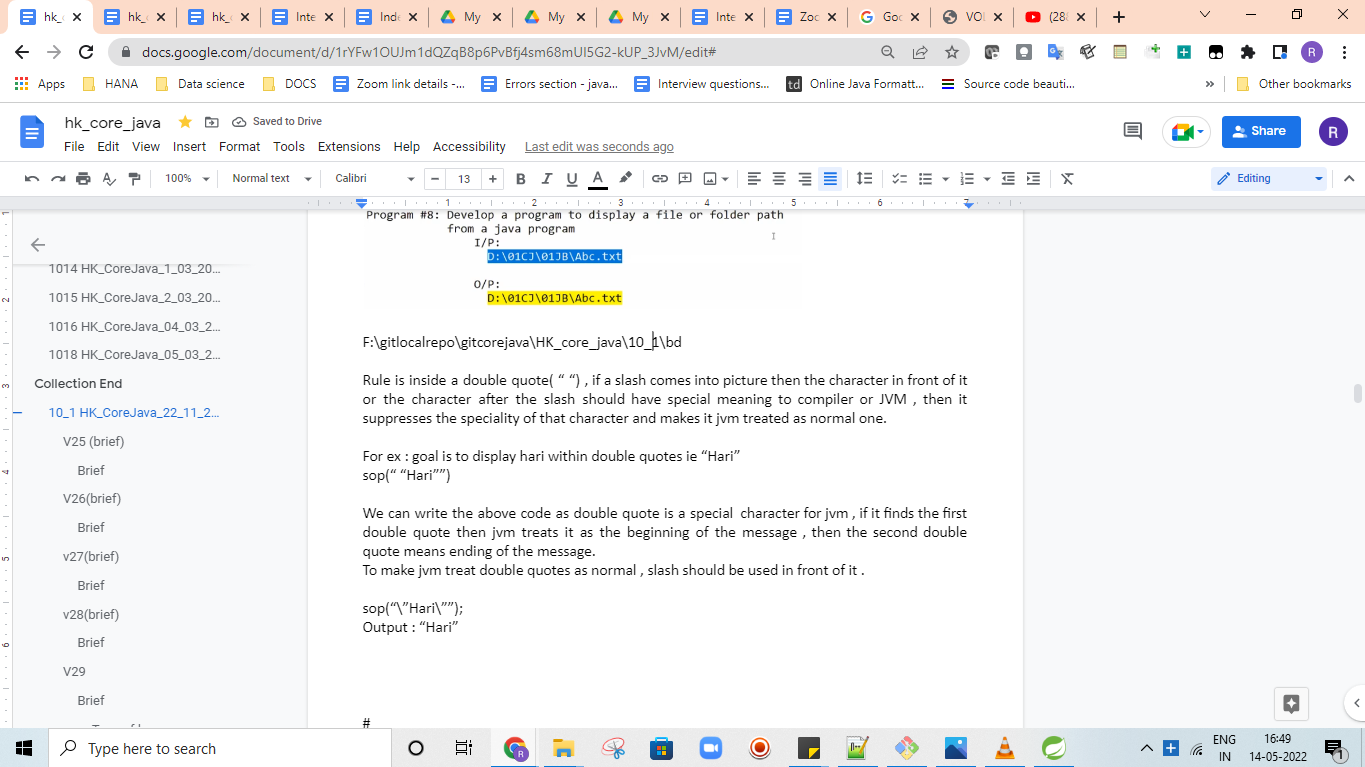 hk_
hk_
hk_
Inte
Inde
My
My
My
Inte
Zoc
Goc
VOI
(28
docs.google.com/document/d/1rYFw1OUJm1dQZqB8p6PvBfj4sm68mUI5G2-kUP_3JvM/edit#
R
Apps
HANA
Data science
DOCS
Zoom link details -...
Errors section - java...
Interview questions...
td Online Java Formatt...
Source code beauti...
»
Other bookmarks
hk_core_java
Saved to Drive
File Edit View Insert Format Tools Extensions Help Accessibility Last edit was seconds ago
Share
R
100% Normal text Calibri 13 B I U A Editing
1 2 3 4 5 6 7
1014 HK_CoreJava_1_03_20...
1015 HK_CoreJava_2_03_20...
1016 HK_CoreJava_04_03_2...
1018 HK_CoreJava_05_03_2...
Collection End
10_1 HK_CoreJava_22_11_2...
V25 (brief)
Brief
V26(brief)
Brief
v27(brief)
Brief
v28(brief)
Brief
V29
Brief
Program #8: Develop a program to display a file or folder path
from a java program
I/P:
D:\01CJ\01JB\Abc.txt
O/P:
D:\01CJ\01JB\Abc.txt
F:\gitlocalrepo\gitcorejava\HK_core_java\10_1\bd
Rule is inside a double quote( “ “) , if a slash comes into picture then the character in front of it
or the character after the slash should have special meaning to compiler or JVM , then it
suppresses the speciality of that character and makes it jvm treated as normal one.
For ex : goal is to display hari within double quotes ie “Hari”
sop(“ “Hari””)
We can write the above code as double quote is a special character for jvm , if it finds the first
double quote then jvm treats it as the beginning of the message , then the second double
quote means ending of the message.
To make jvm treat double quotes as normal , slash should be used in front of it .
sop(“\”Hari\””);
Output : “Hari”
#
Type here to search
ENG
IN
16:49
14-05-2022
1